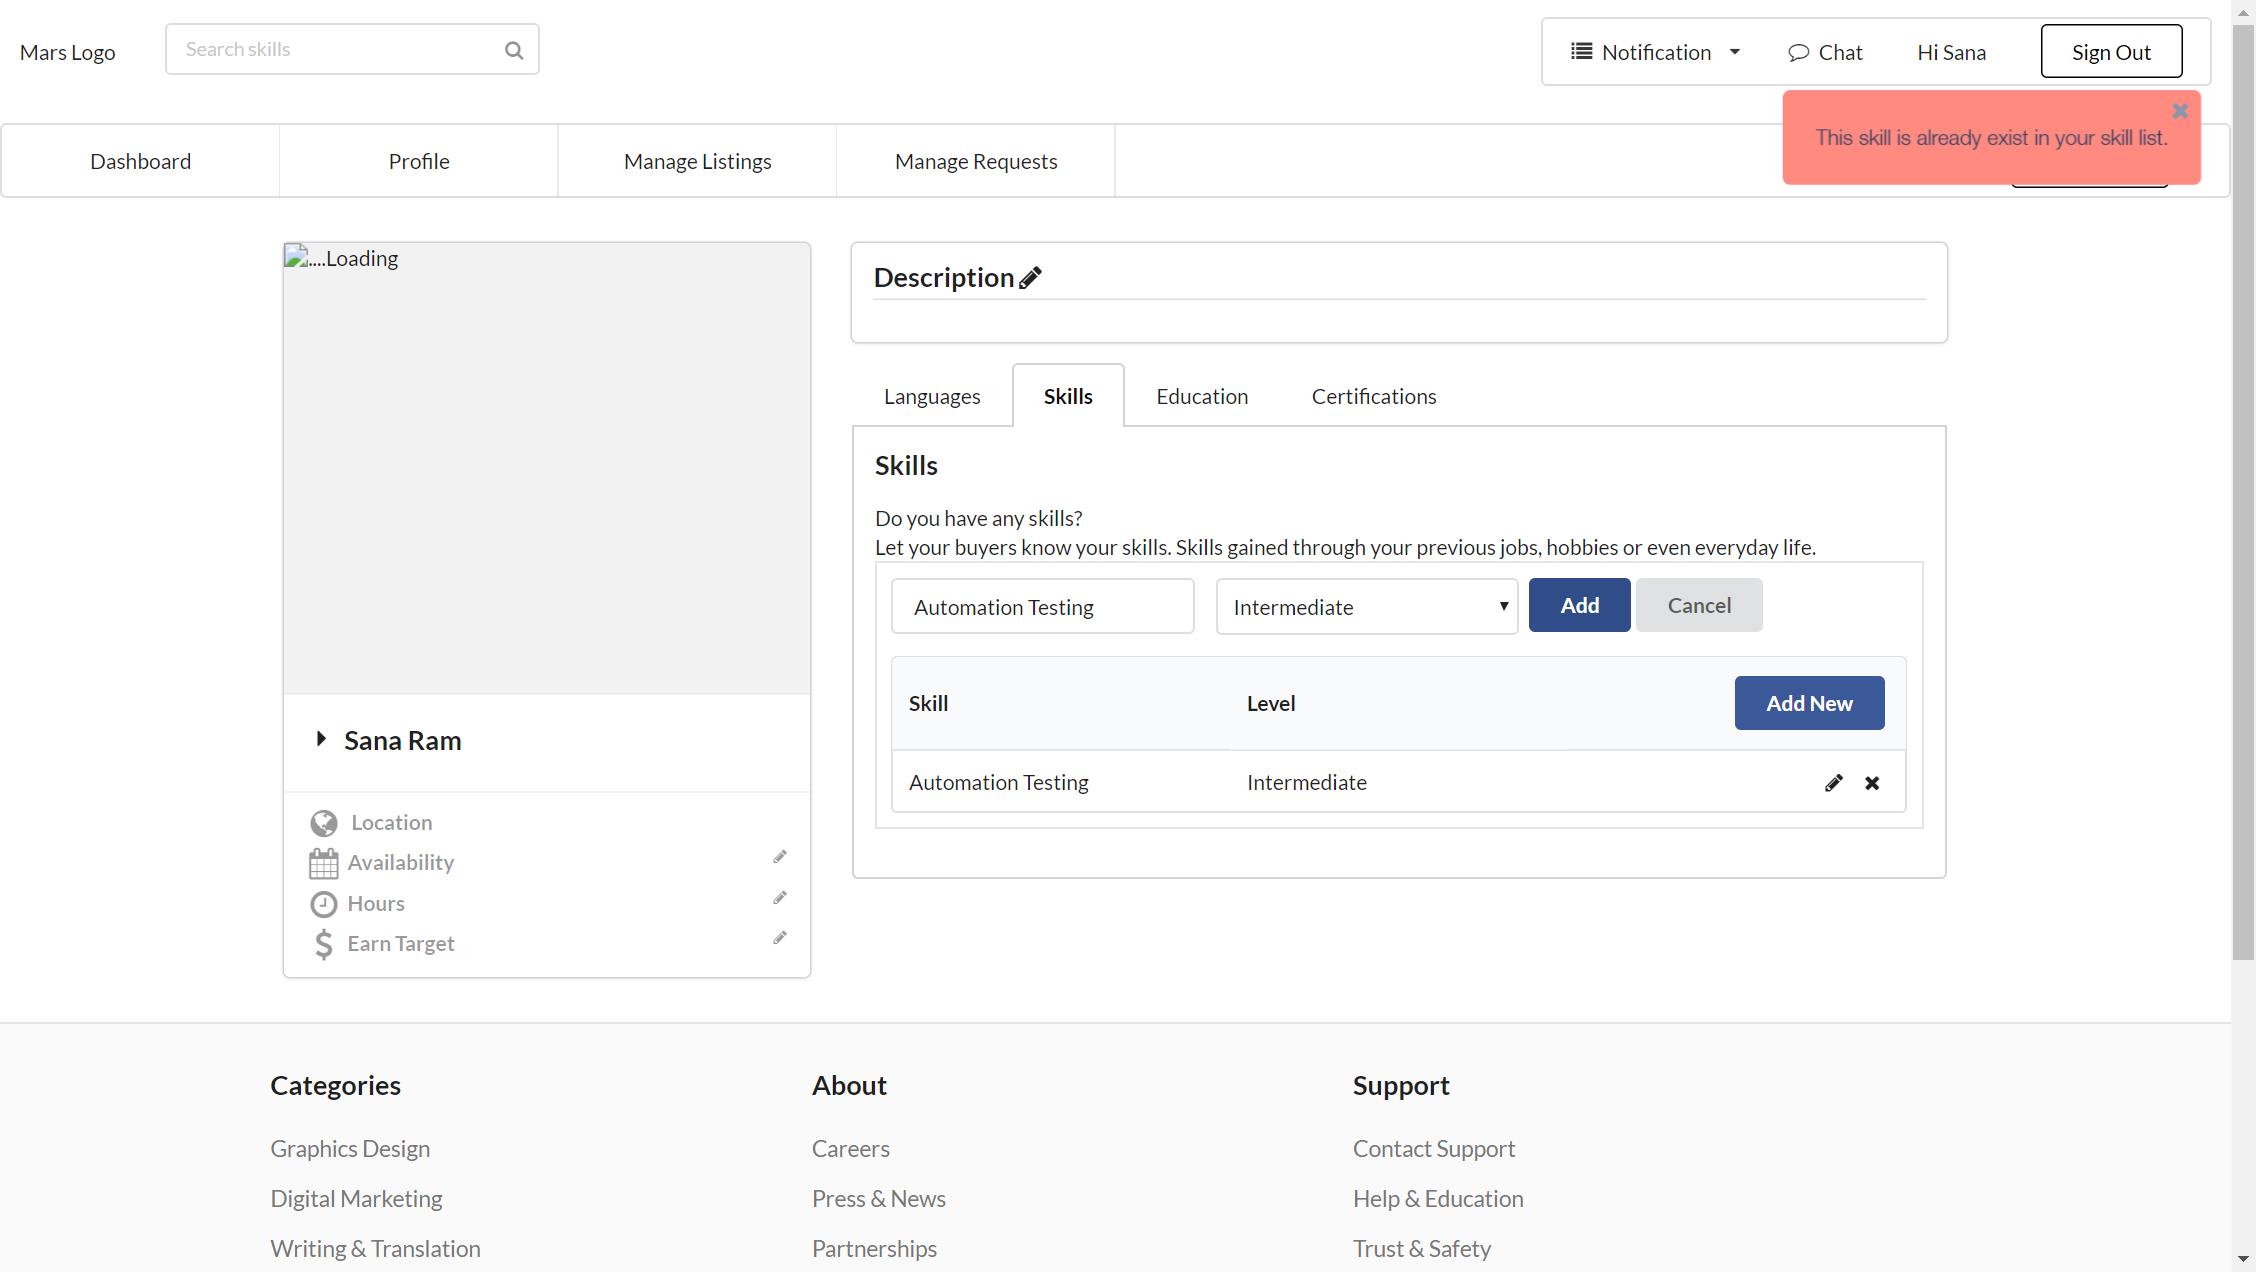 Mars Logo
Search skills
Notification
Chat
Hi Sana
Sign Out
This skill is already exist in your skill list.
Dashboard
Profile
Manage Listings
Manage Requests
....Loading
Sana Ram
Location
Availability
Hours
Earn Target
Description
Languages
Skills
Education
Certifications
Skills
Do you have any skills?
Let your buyers know your skills. Skills gained through your previous jobs, hobbies or even everyday life.
Automation Testing
Intermediate
Add
Cancel
Skill
Level
Add New
Automation Testing
Intermediate
Categories
Graphics Design
Digital Marketing
Writing & Translation
About
Careers
Press & News
Partnerships
Support
Contact Support
Help & Education
Trust & Safety